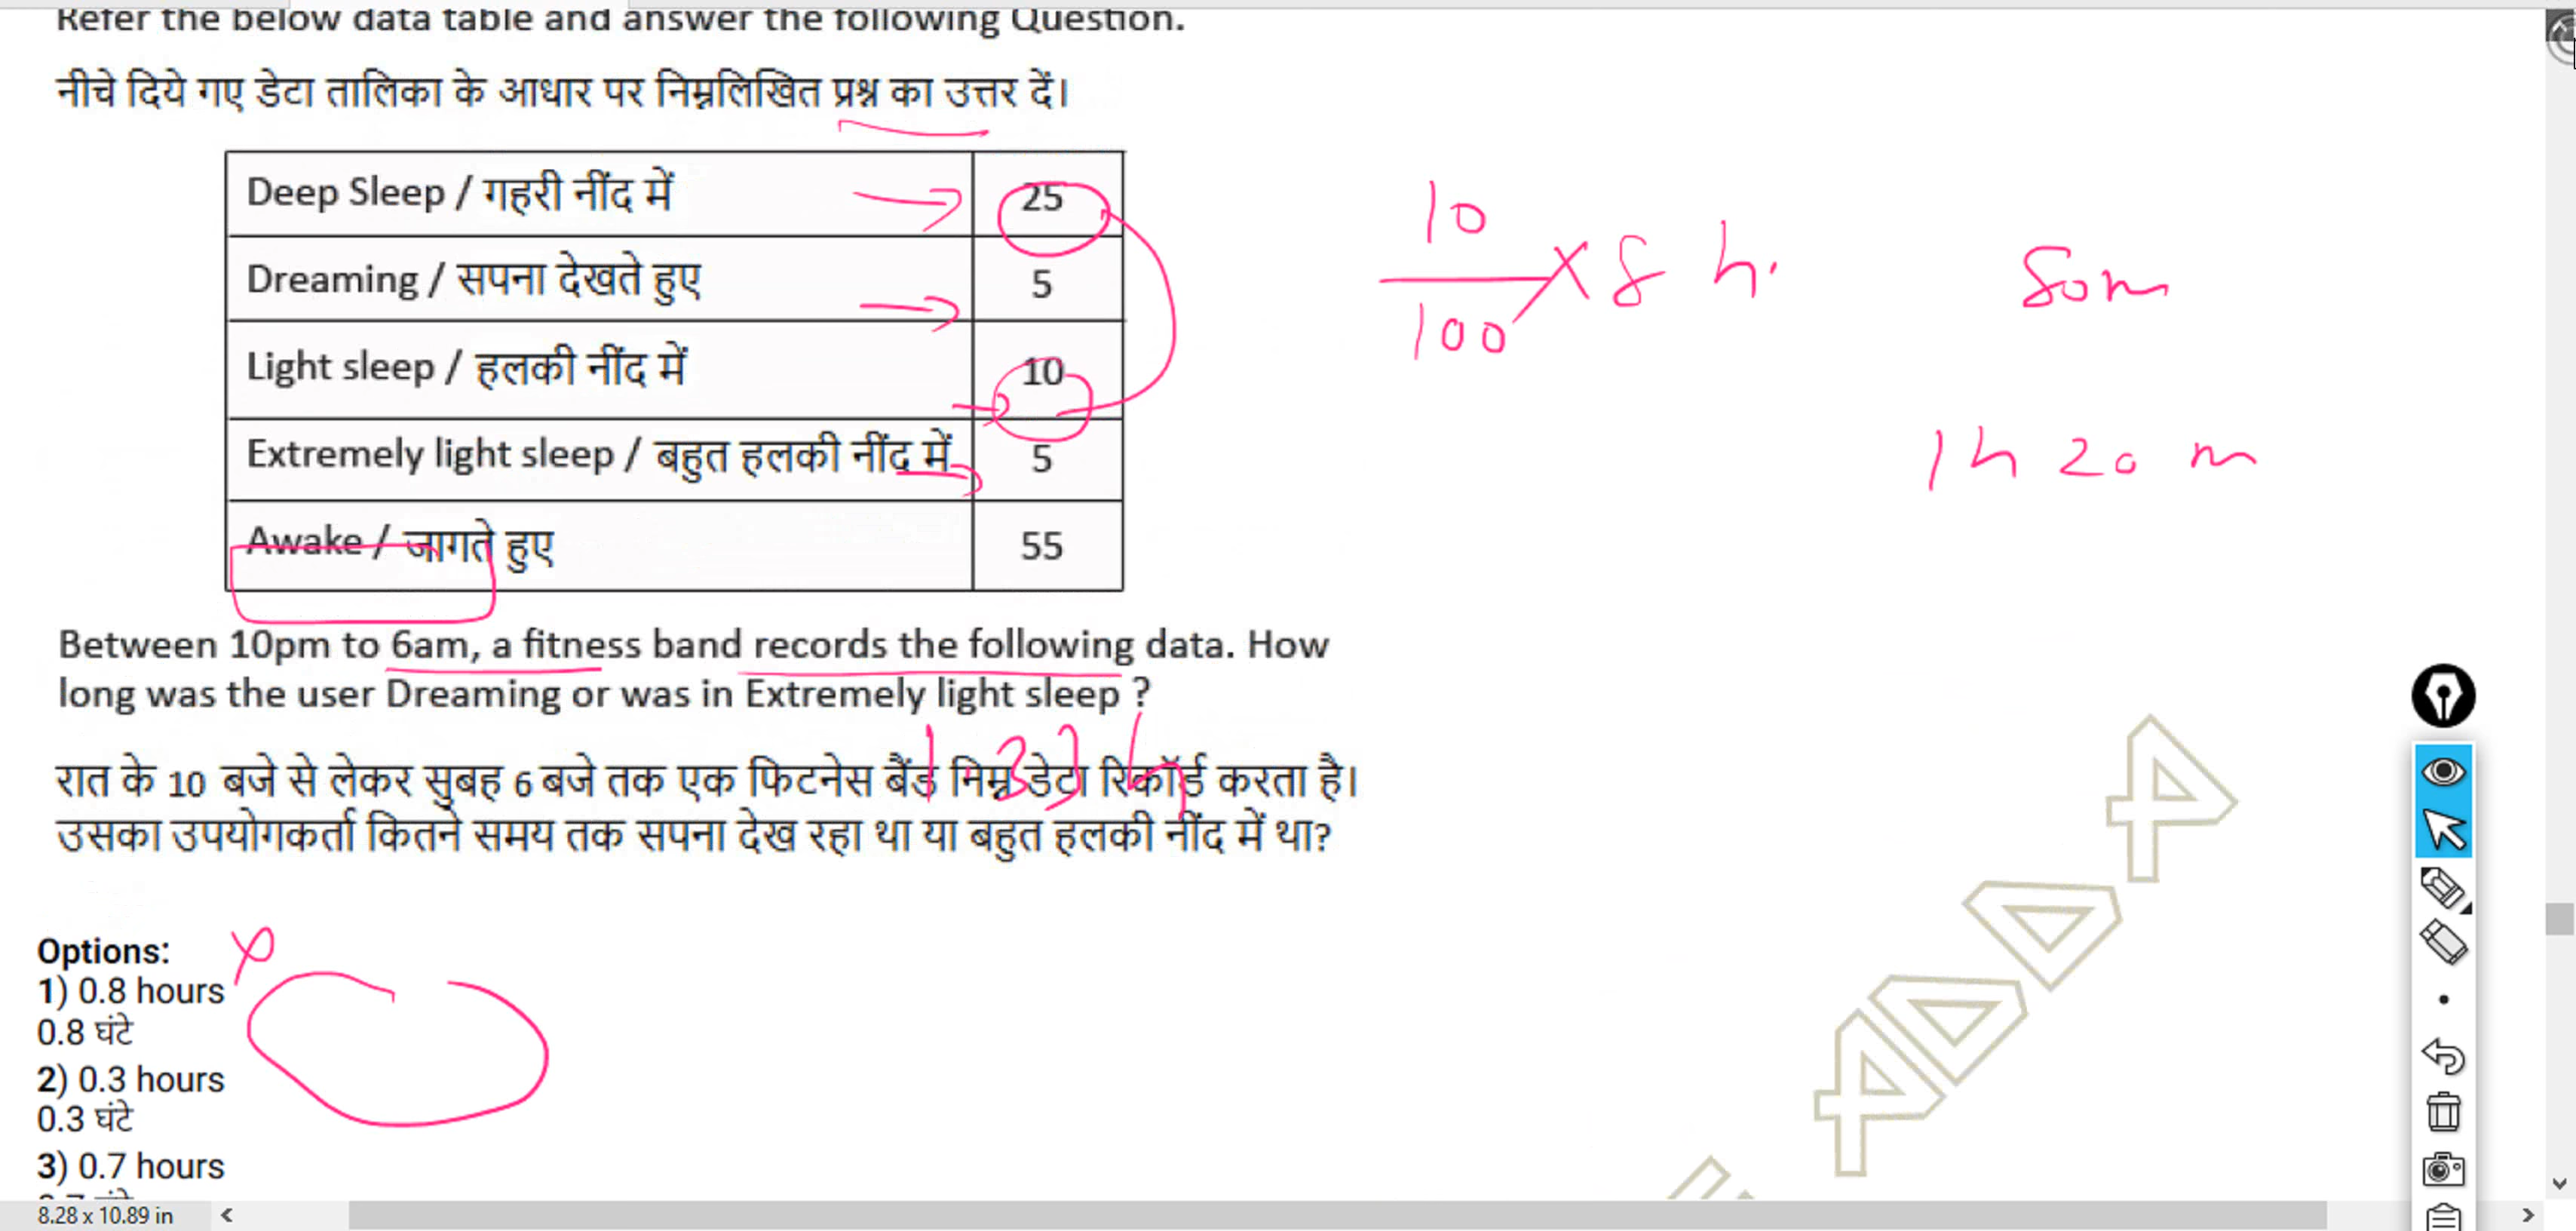 Refer the below data table and answer the following Question.
नीचे दिये गए डेटा तालिका के आधार पर निम्नलिखित प्रश्न का उत्तर दें।
Deep Sleep / गहरी नींद में 25
Dreaming / सपना देखते हुए 5
Light sleep / हलकी नींद में 10
Extremely light sleep / बहुत हलकी नींद में 5
Awake / जागते हुए 55
10
100
× 8 h.
80m
1h 20 m
Between 10pm to 6am, a fitness band records the following data. How
long was the user Dreaming or was in Extremely light sleep ?
1.33 h
रात के 10 बजे से लेकर सुबह 6 बजे तक एक फिटनेस बैंड निम्न डेटा रिकॉर्ड करता है।
उसका उपयोगकर्ता कितने समय तक सपना देख रहा था या बहुत हलकी नींद में था?
Options:
1) 0.8 hours
0.8 घंटे
2) 0.3 hours
0.3 घंटे
3) 0.7 hours
8.28 x 10.89 in